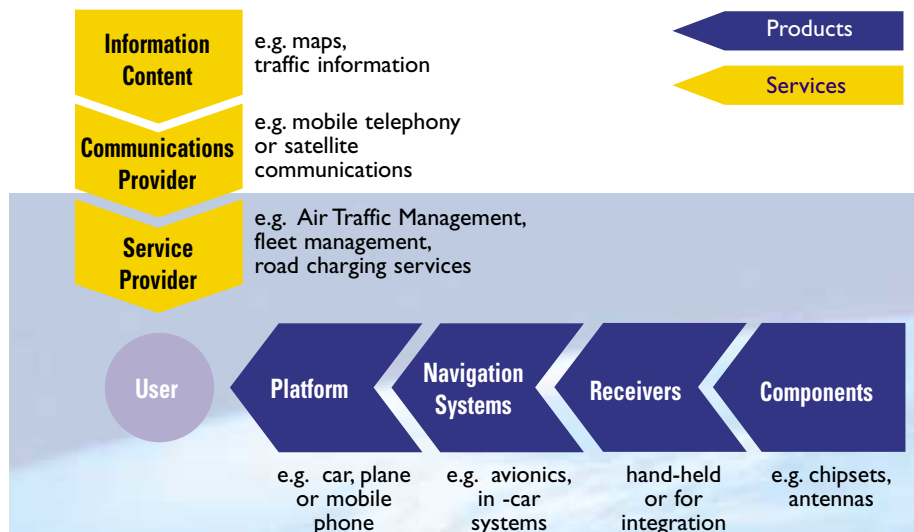 Information
Content
e.g. maps,
traffic information
Products
Services
Communications
Provider
e.g. mobile telephony
or satellite
communications
Service
Provider
e.g.  Air Traffic Management,
fleet management,
road charging services
User
Platform
Navigation
Systems
Receivers
Components
e.g.  car, plane
or mobile
phone
e.g. avionics,
in -car
systems
hand-held
or for
integration
e.g. chipsets,
antennas